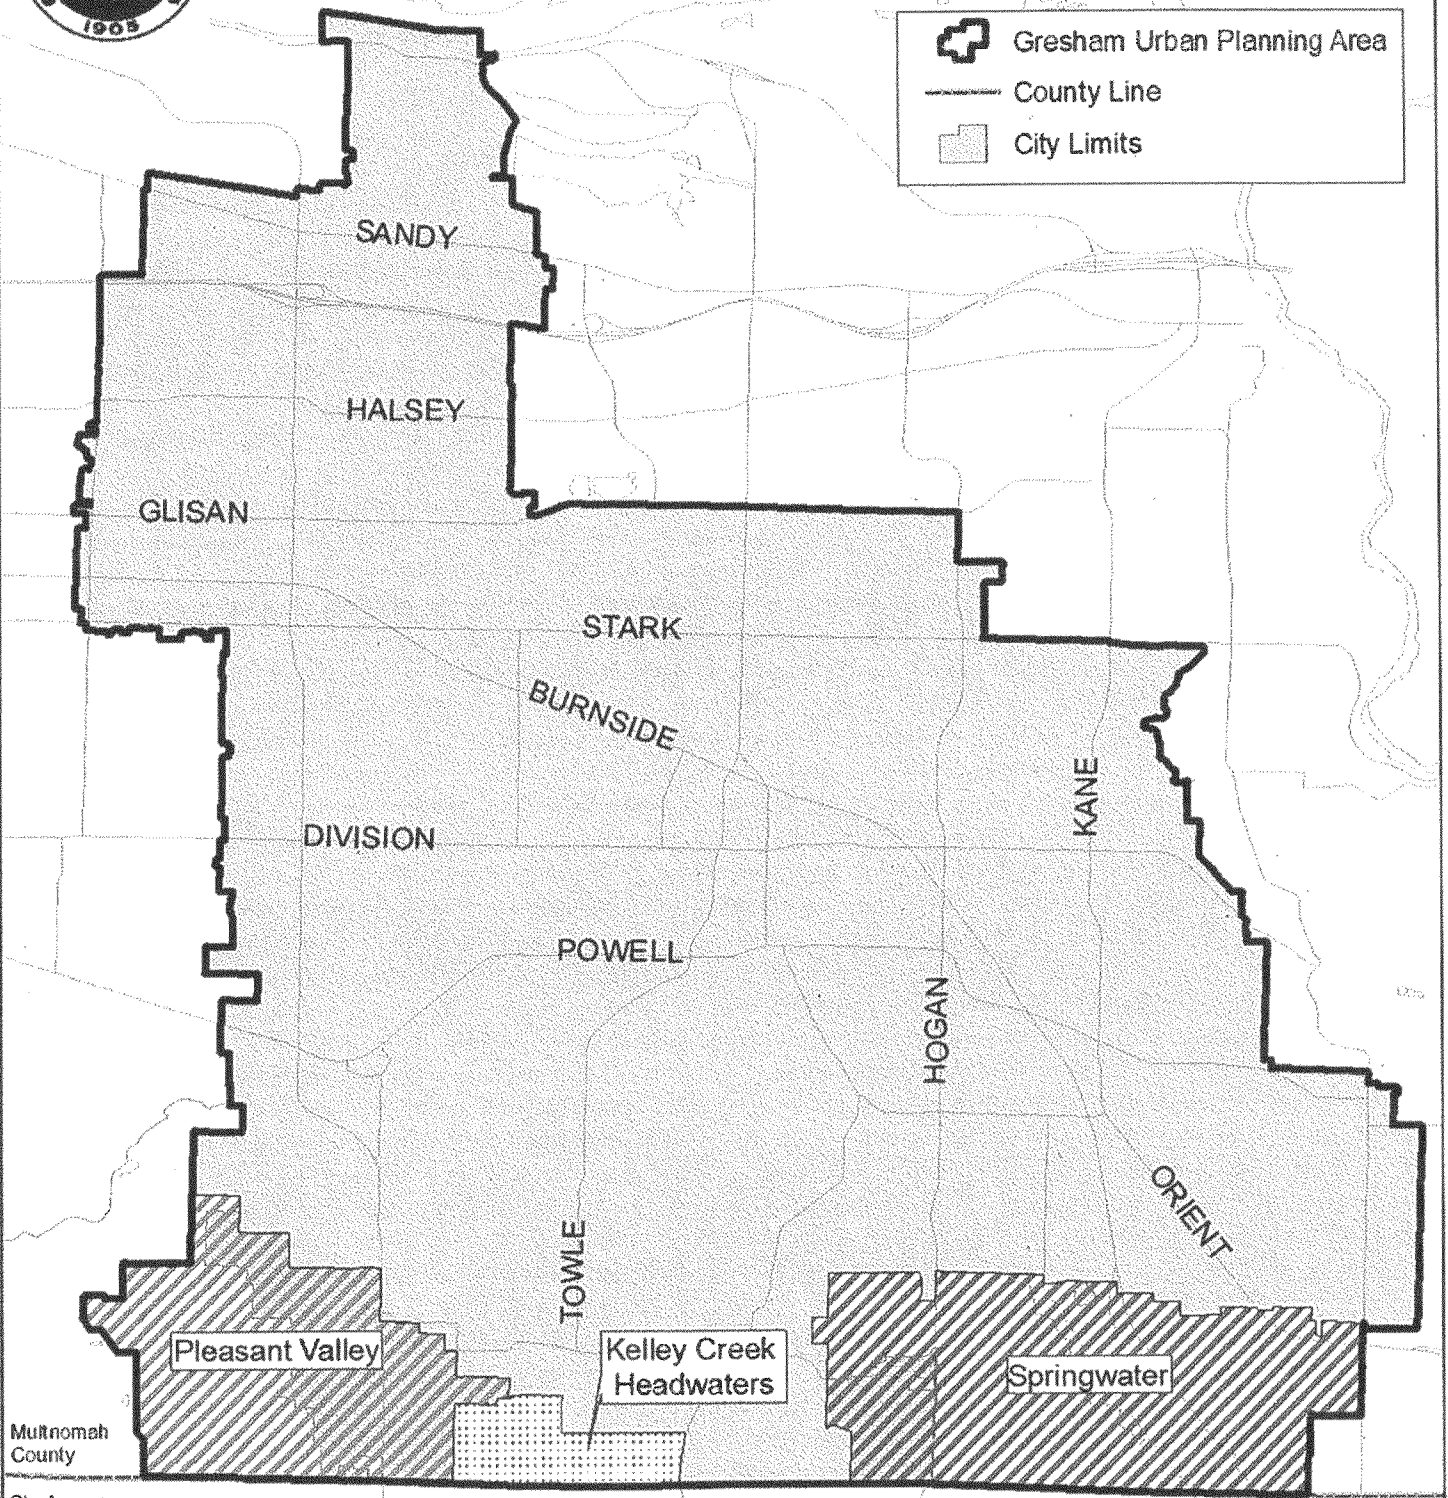 1905
Gresham Urban Planning Area
County Line
City Limits
SANDY
HALSEY
GLISAN
STARK
BURNSIDE
KANE
DIVISION
POWELL
HOGAN
ORIENT
TOWLE
Pleasant Valley
Kelley Creek
Headwaters
Springwater
Multnomah
County